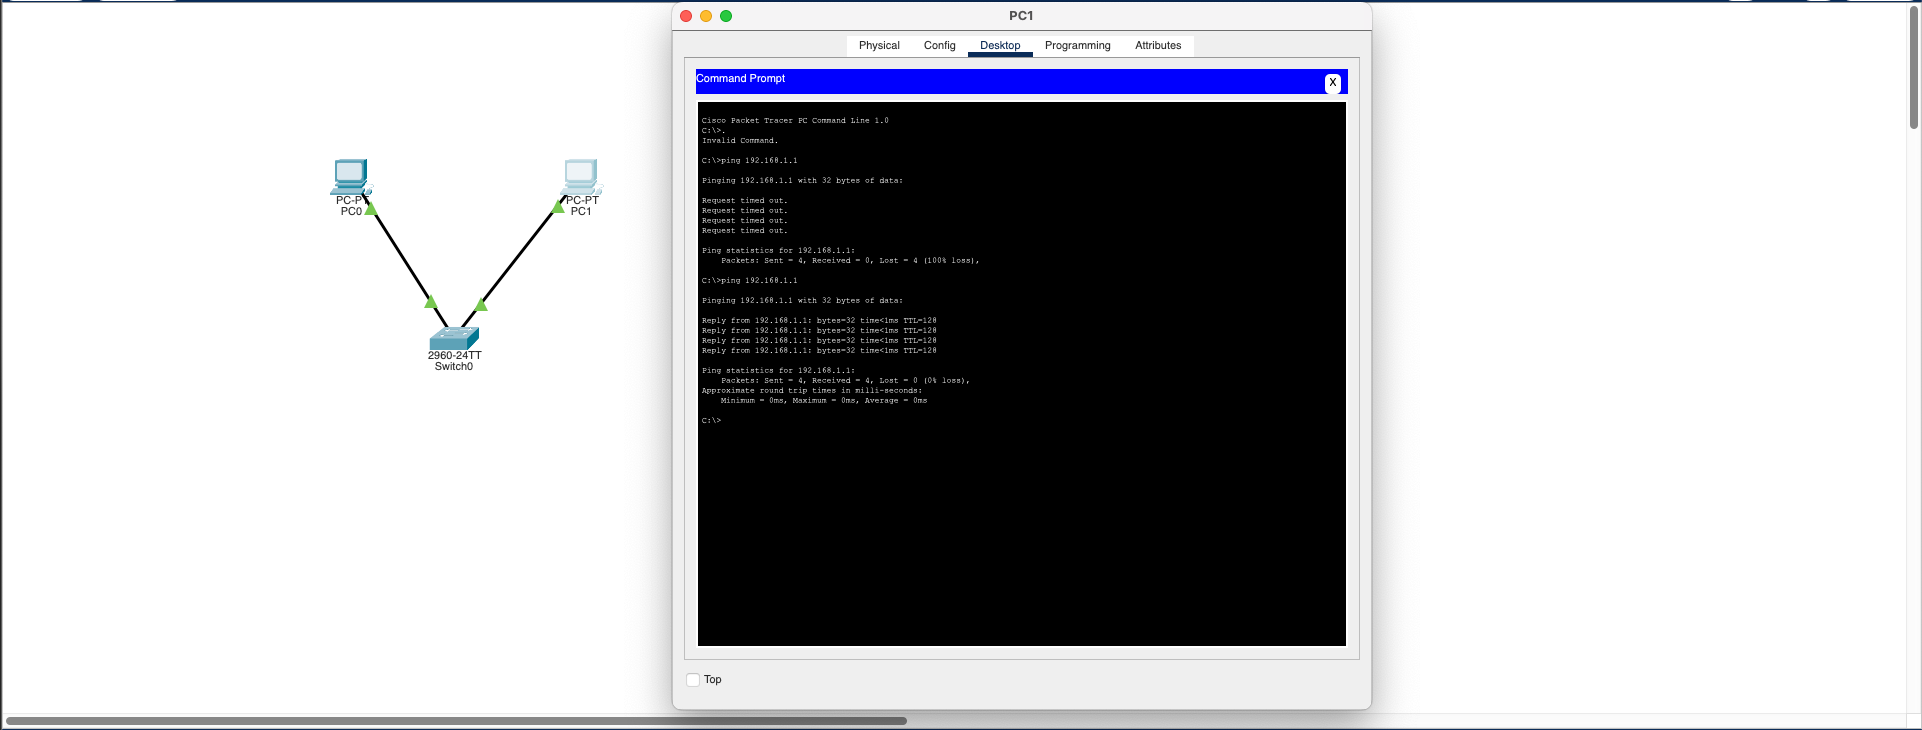 PC1
Physical Config Desktop Programming Attributes
Command Prompt
X
Cisco Packet Tracer PC Command Line 1.0
C:\>.
Invalid Command.
C:\>ping 192.168.1.1
Pinging 192.168.1.1 with 32 bytes of data:
Request timed out.
Request timed out.
Request timed out.
Request timed out.
Ping statistics for 192.168.1.1:
Packets: Sent = 4, Received = 0, Lost = 4 (100% loss),
C:\>ping 192.168.1.1
Pinging 192.168.1.1 with 32 bytes of data:
Reply from 192.168.1.1: bytes=32 time<1ms TTL=128
Reply from 192.168.1.1: bytes=32 time<1ms TTL=128
Reply from 192.168.1.1: bytes=32 time<1ms TTL=128
Reply from 192.168.1.1: bytes=32 time<1ms TTL=128
Ping statistics for 192.168.1.1:
Packets: Sent = 4, Received = 4, Lost = 0 (0% loss),
Approximate round trip times in milli-seconds:
Minimum = 0ms, Maximum = 0ms, Average = 0ms
C:\>
Top
PC-PT
PC0
PC-PT
PC1
2960-24TT
Switch0